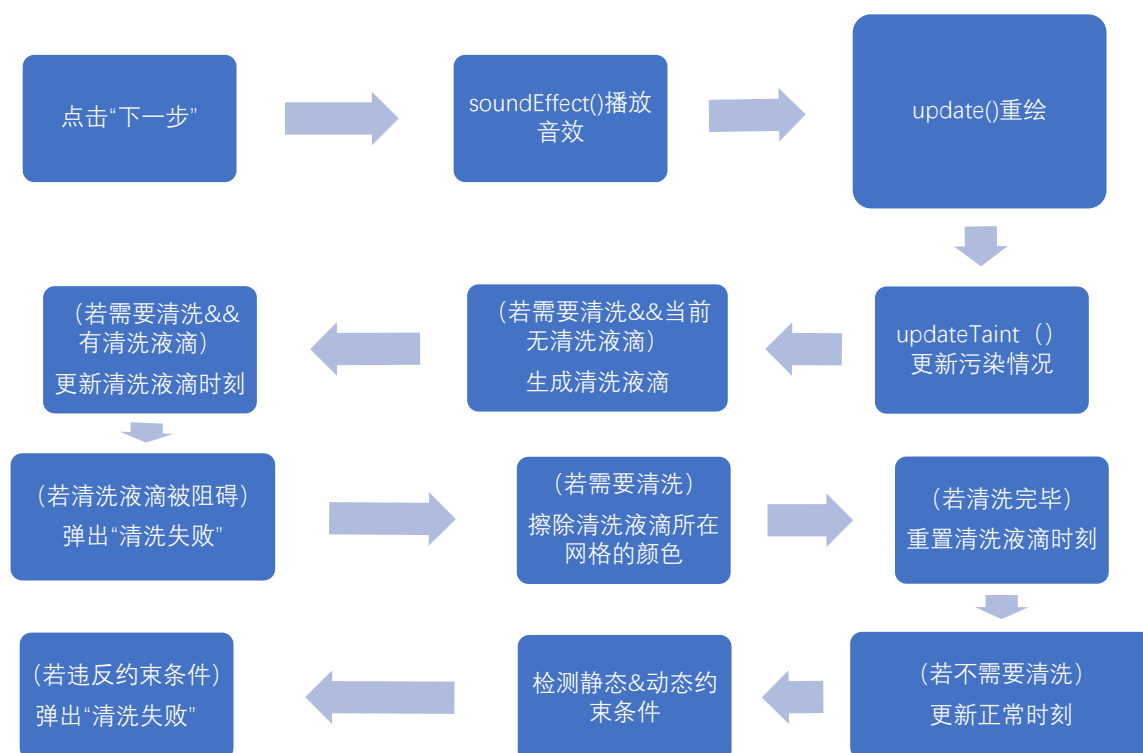 点击“下一步”
soundEffect()播放
音效
update()重绘
updateTaint（）
更新污染情况
（若需要清洗&&当前
无清洗液滴）
生成清洗液滴
（若需要清洗&&
有清洗液滴）
更新清洗液滴时刻
（若清洗液滴被阻碍）
弹出“清洗失败”
（若需要清洗）
擦除清洗液滴所在
网格的颜色
（若清洗完毕）
重置清洗液滴时刻
（若不需要清洗）
更新正常时刻
检测静态&动态约
束条件
（若违反约束条件）
弹出“清洗失败”